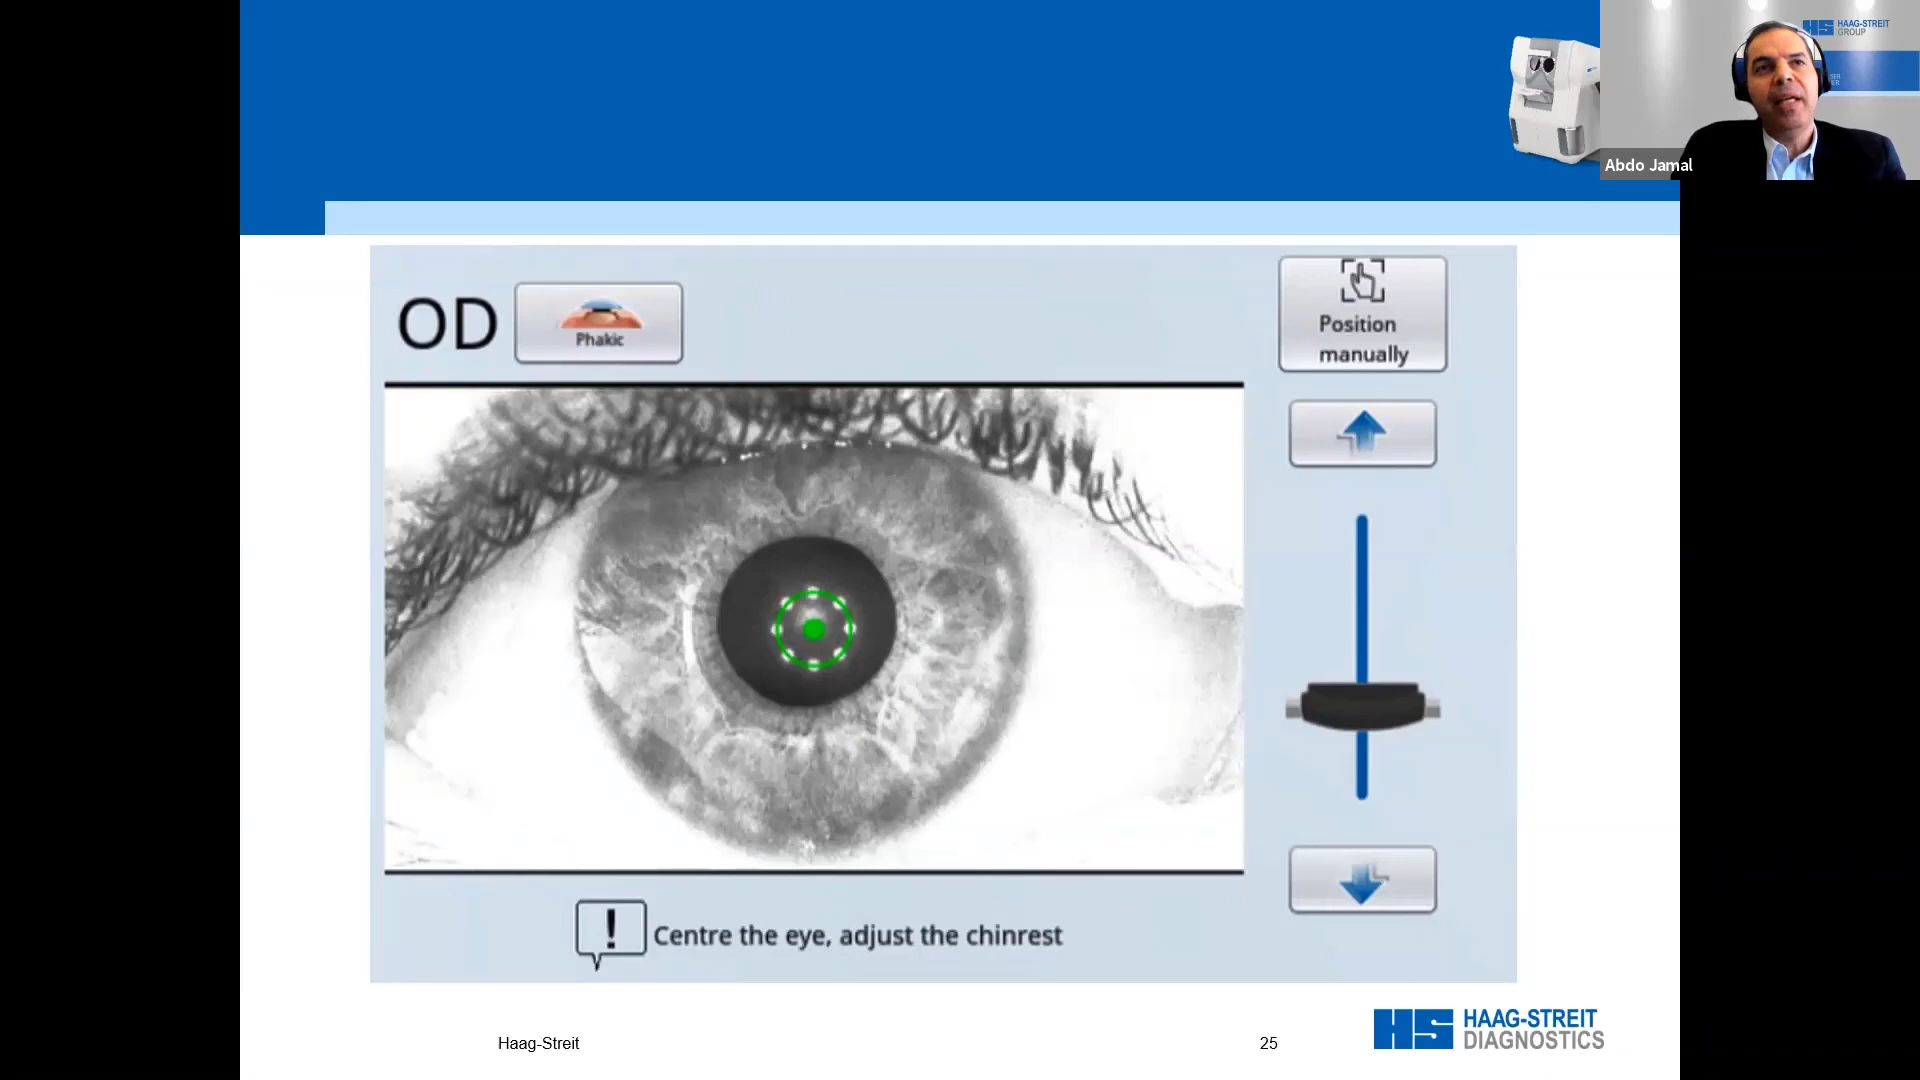 HAAG-STREIT
GROUP
Abdo Jamal
OD
Phakic
Position
manually
! Centre the eye, adjust the chinrest
Haag-Streit
25
HS HAAG-STREIT
DIAGNOSTICS